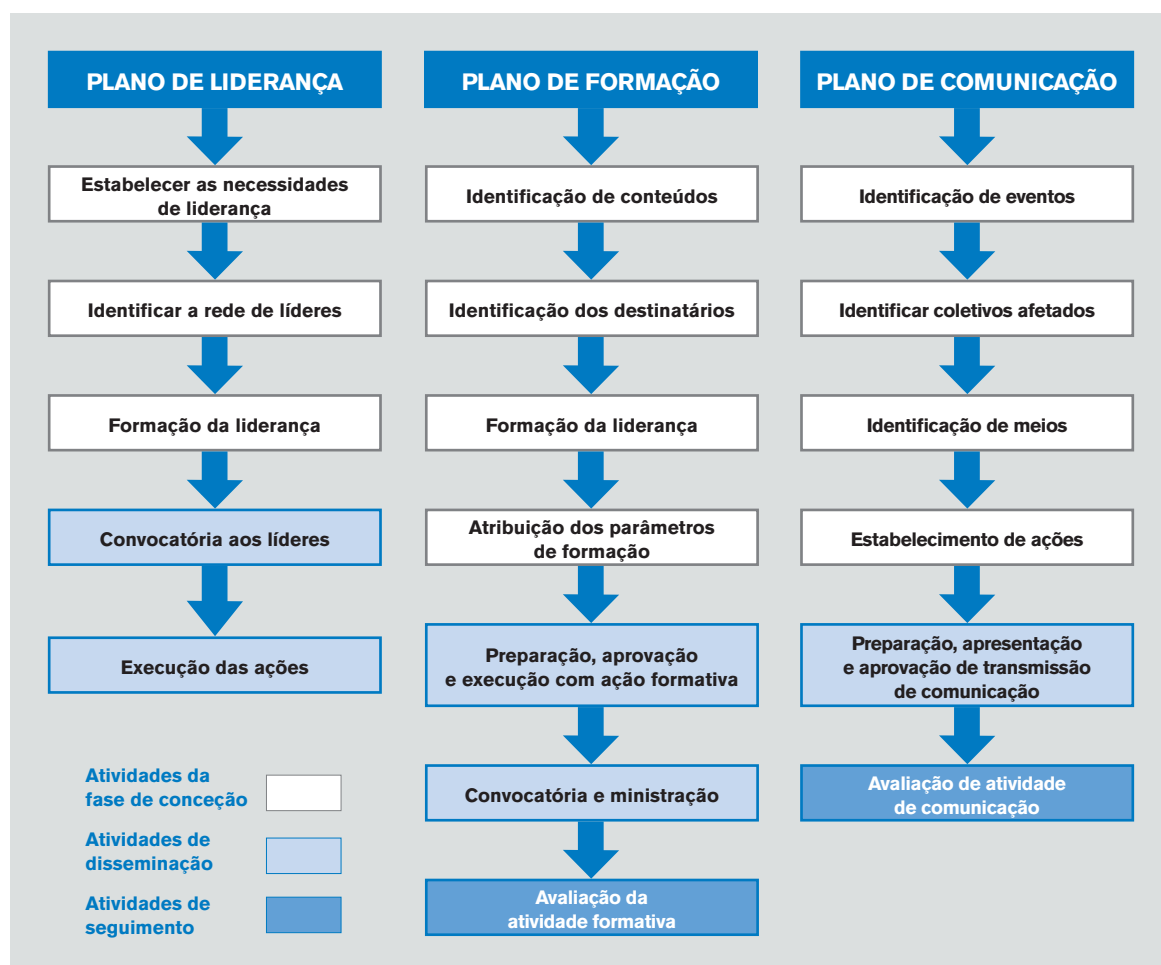 PLANO DE LIDERANÇA
Estabelecer as necessidades
de liderança
Identificar a rede de líderes
Formação da liderança
Convocatória aos líderes
Execução das ações
PLANO DE FORMAÇÃO
Identificação de conteúdos
Identificação dos destinatários
Formação da liderança
Atribuição dos parâmetros
de formação
Preparação, aprovação
e execução com ação formativa
Convocatória e ministração
Avaliação da
atividade formativa
PLANO DE COMUNICAÇÃO
Identificação de eventos
Identificar coletivos afetados
Identificação de meios
Estabelecimento de ações
Preparação, apresentação
e aprovação de transmissão
de comunicação
Avaliação de atividade
de comunicação
Atividades da
fase de conceção
Atividades de
disseminação
Atividades de
seguimento